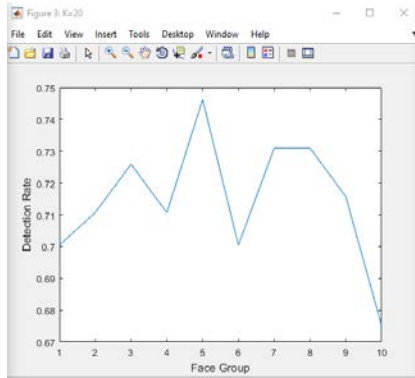 Figure 3: K=20
File Edit View Insert Tools Desktop Window Help
0.75
0.74
0.73
0.72
0.71
0.7
0.69
0.68
0.67
Detection Rate
1 2 3 4 5 6 7 8 9 10
Face Group